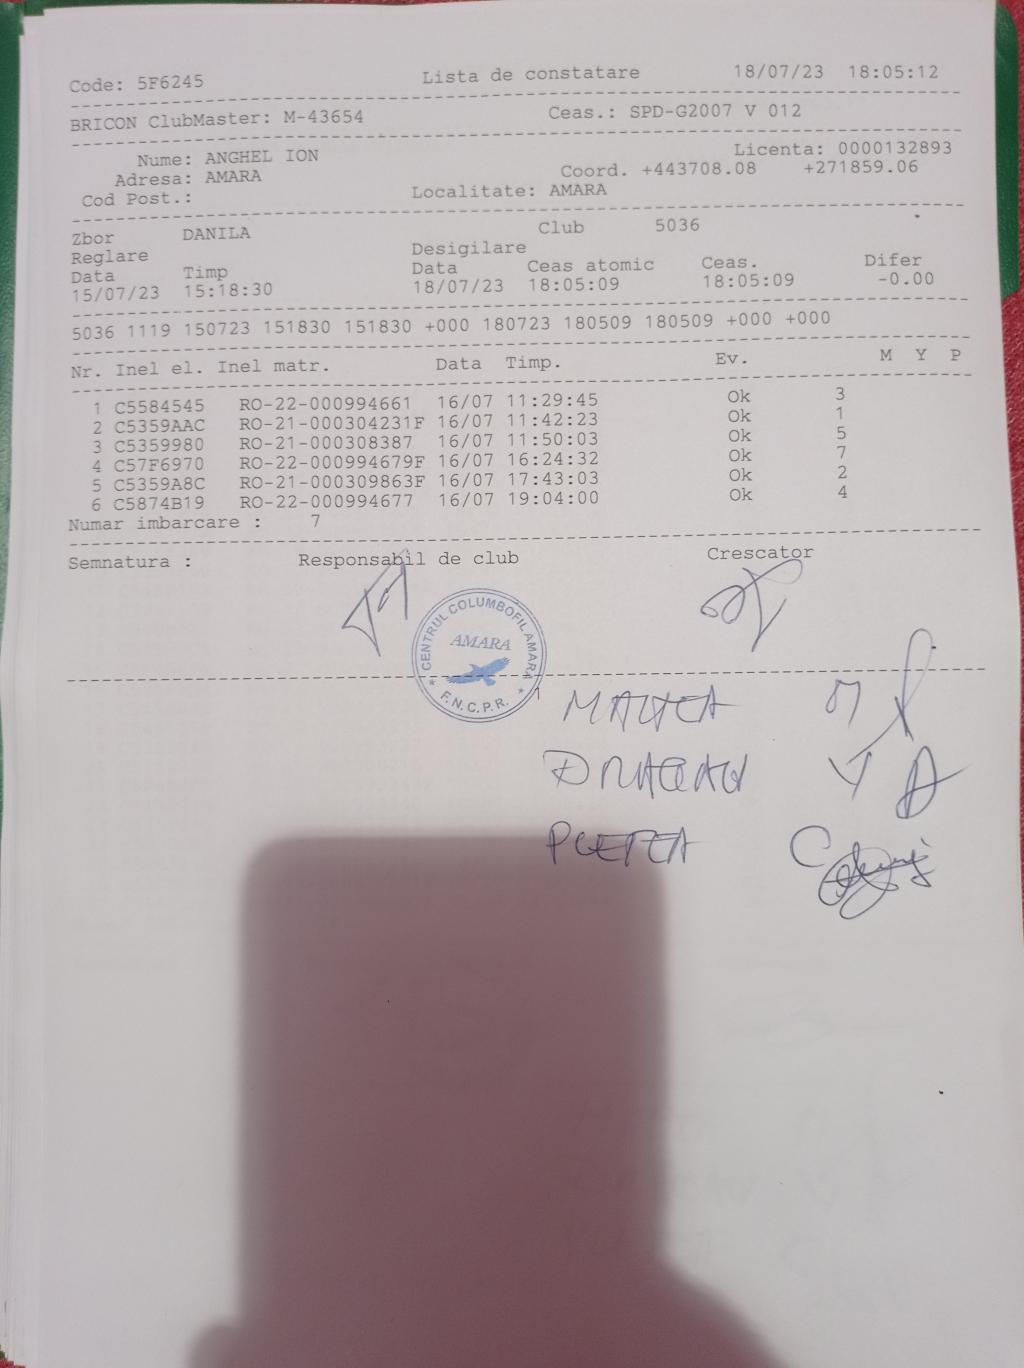 Code: 5F6245 Lista de constatare 18/07/23 18:05:12
BRICON ClubMaster: M-43654 Ceas.: SPD-G2007 V 012
Nume: ANGHEL ION Licenta: 0000132893
Adresa: AMARA Coord. +443708.08 +271859.06
Cod Post.: Localitate: AMARA
Zbor DANILA Club 5036
Reglare Desigilare
Data Timp Data Ceas atomic Ceas. Difer
15/07/23 15:18:30 18/07/23 18:05:09 18:05:09 -0.00
5036 1119 150723 151830 151830 +000 180723 180509 180509 +000 +000
Nr. Inel el. Inel matr. Data Timp. Ev. M Y P
1 C5584545 RO-22-000994661 16/07 11:29:45 Ok 3
2 C5359AAC RO-21-000304231F 16/07 11:42:23 Ok 1
3 C5359980 RO-21-000308387 16/07 11:50:03 Ok 5
4 C57F6970 RO-22-000994679F 16/07 16:24:32 Ok 7
5 C5359A8C RO-21-000309863F 16/07 17:43:03 Ok 2
6 C5874B19 RO-22-000994677 16/07 19:04:00 Ok 4
Numar imbarcare : 7
Semnatura : Responsabil de club Crescator
CENTRUL COLUMBOFIL AMARA
AMARA
F.N.C.P.R.